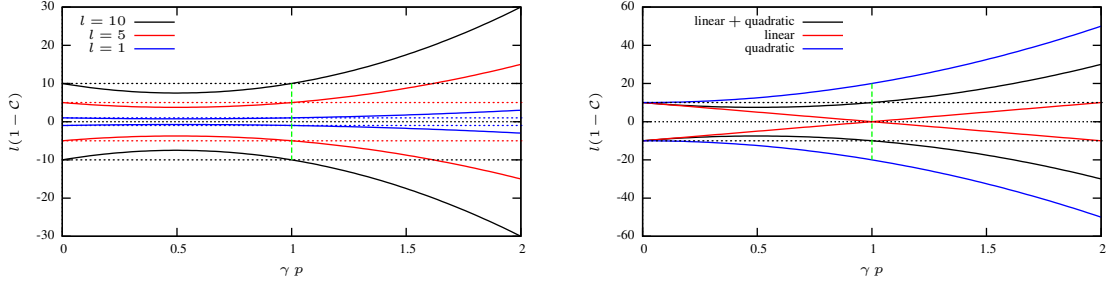 l = 10
l = 5
l = 1
30
20
10
0
-10
-20
-30
l(1 − C)
0
0.5
1
1.5
2
γ p
linear + quadratic
linear
quadratic
60
40
20
0
-20
-40
-60
l(1 − C)
0
0.5
1
1.5
2
γ p